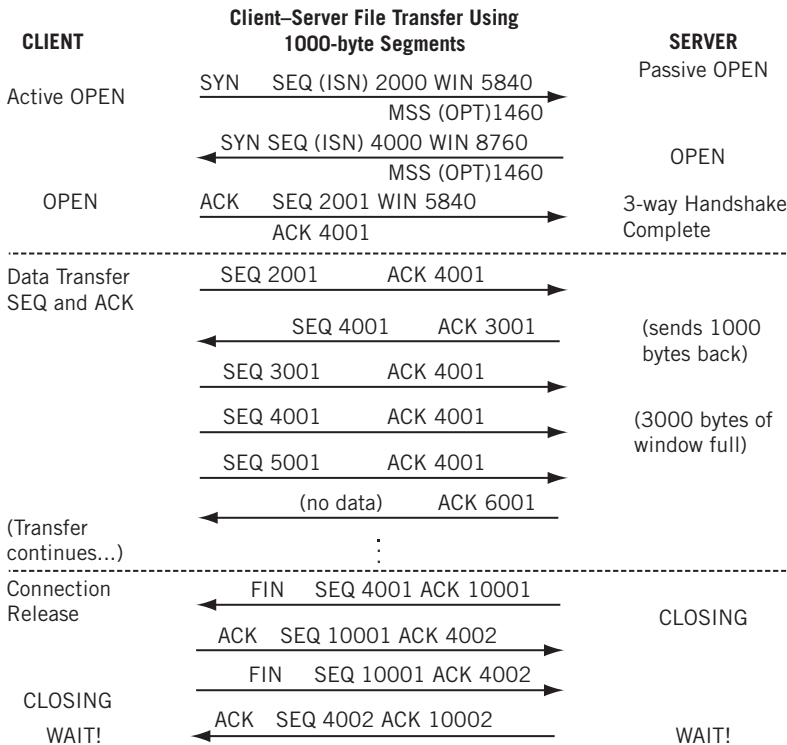 Client–Server File Transfer Using
1000-byte Segments
CLIENT
SERVER
Passive OPEN
Active OPEN
SYN SEQ (ISN) 2000 WIN 5840
MSS (OPT)1460
SYN SEQ (ISN) 4000 WIN 8760
MSS (OPT)1460
OPEN
OPEN
ACK SEQ 2001 WIN 5840
ACK 4001
3-way Handshake
Complete
Data Transfer
SEQ and ACK
SEQ 2001 ACK 4001
SEQ 4001 ACK 3001
(sends 1000
bytes back)
SEQ 3001 ACK 4001
SEQ 4001 ACK 4001
(3000 bytes of
window full)
SEQ 5001 ACK 4001
(no data) ACK 6001
(Transfer
continues...)
Connection
Release
FIN SEQ 4001 ACK 10001
CLOSING
ACK SEQ 10001 ACK 4002
FIN SEQ 10001 ACK 4002
CLOSING
ACK SEQ 4002 ACK 10002
WAIT!
WAIT!